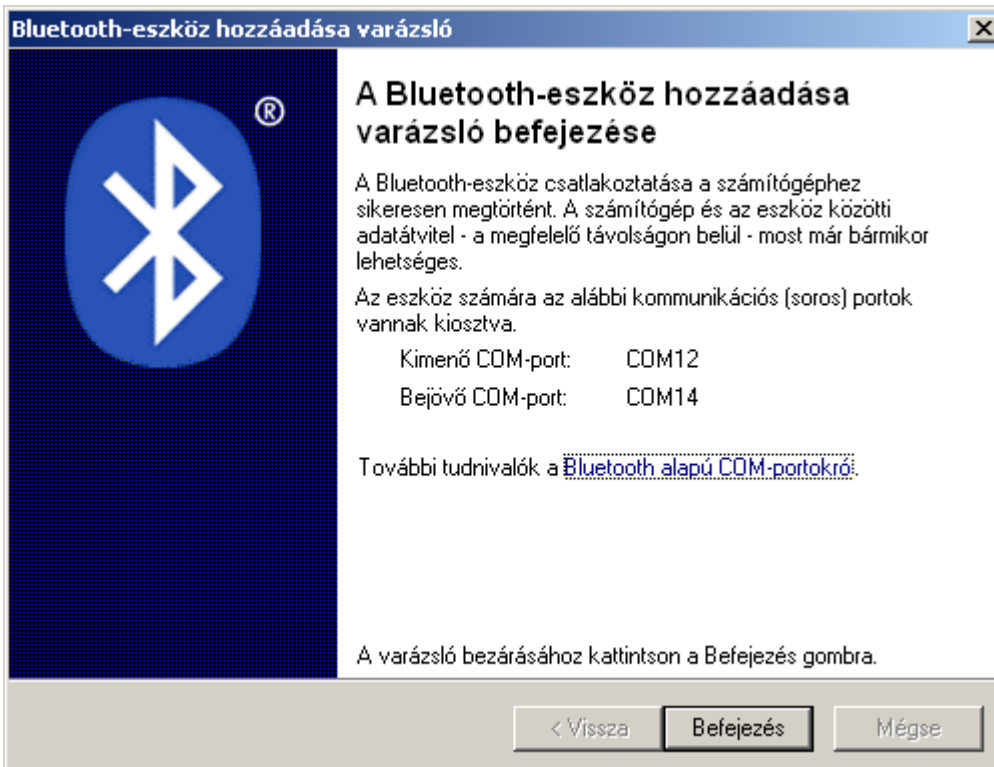 Bluetooth-eszköz hozzáadása varázsló
®
A Bluetooth-eszköz hozzáadása
varázsló befejezése
A Bluetooth-eszköz csatlakoztatása a számítógéphez
sikeresen megtörtént. A számítógép és az eszköz közötti
adatátvitel - a megfelelő távolságon belül - most már bármikor
lehetséges.
Az eszköz számára az alábbi kommunikációs (soros) portok
vannak kiosztva.
Kimenő COM-port: COM12
Bejövő COM-port: COM14
További tudnivalók a Bluetooth alapú COM-portokról.
A varázsló bezárásához kattintson a Befejezés gombra.
< Vissza Befejezés Mégse